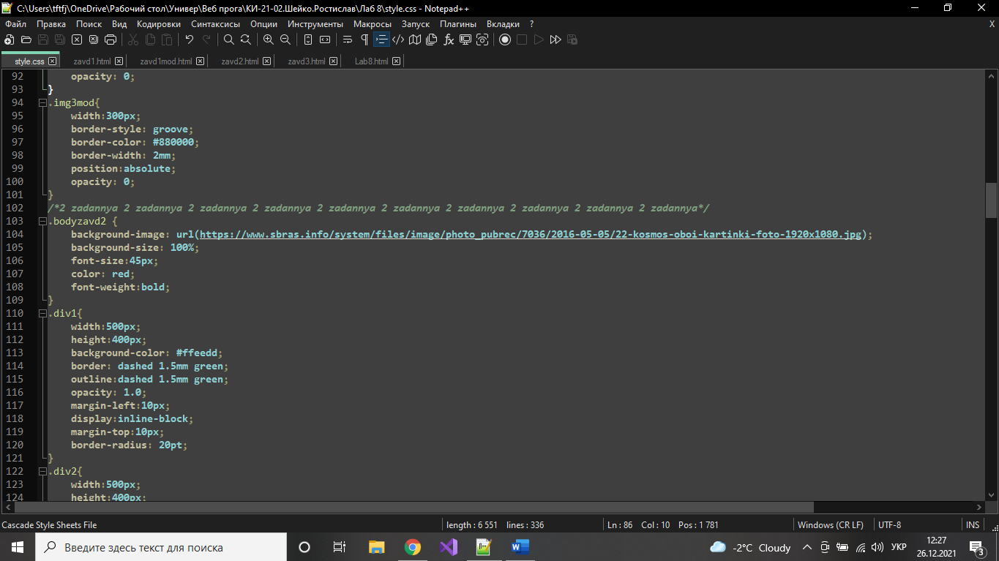 C:\Users\tftfj\OneDrive\Рабочий стол\Универ\Веб прога\КИ-21-02.Шейко.Ростислав\Лаб 8\style.css - Notepad++
Файл Правка Поиск Вид Кодировки Синтаксисы Опции Инструменты Макросы Запуск Плагины Вкладки ? X
style.css zavd1.html zavd1mod.html zavd2.html zavd3.html Lab8.html
92 opacity: 0;
93 }
94 .img3mod{
95 width:300px;
96 border-style: groove;
97 border-color: #880000;
98 border-width: 2mm;
99 position:absolute;
100 opacity: 0;
101 }
102 /*2 zadannya 2 zadannya 2 zadannya 2 zadannya 2 zadannya 2 zadannya 2 zadannya 2 zadannya 2 zadannya 2 zadannya*/
103 .bodyzavd2 {
104 background-image: url(https://www.sbras.info/system/files/image/photo_pubrec/7036/2016-05-05/22-kosmos-oboi-kartinki-foto-1920x1080.jpg);
105 background-size: 100%;
106 font-size:45px;
107 color: red;
108 font-weight:bold;
109 }
110 .div1{
111 width:500px;
112 height:400px;
113 background-color: #ffeedd;
114 border: dashed 1.5mm green;
115 outline:dashed 1.5mm green;
116 opacity: 1.0;
117 margin-left:10px;
118 display:inline-block;
119 margin-top:10px;
120 border-radius: 20pt;
121 }
122 .div2{
123 width:500px;
124 height:400px;
Cascade Style Sheets File length : 6 551 lines : 336 Ln : 86 Col : 10 Pos : 1 781 Windows (CR LF) UTF-8 INS
Введите здесь текст для поиска -2°C Cloudy УКР 12:27
26.12.2021 3